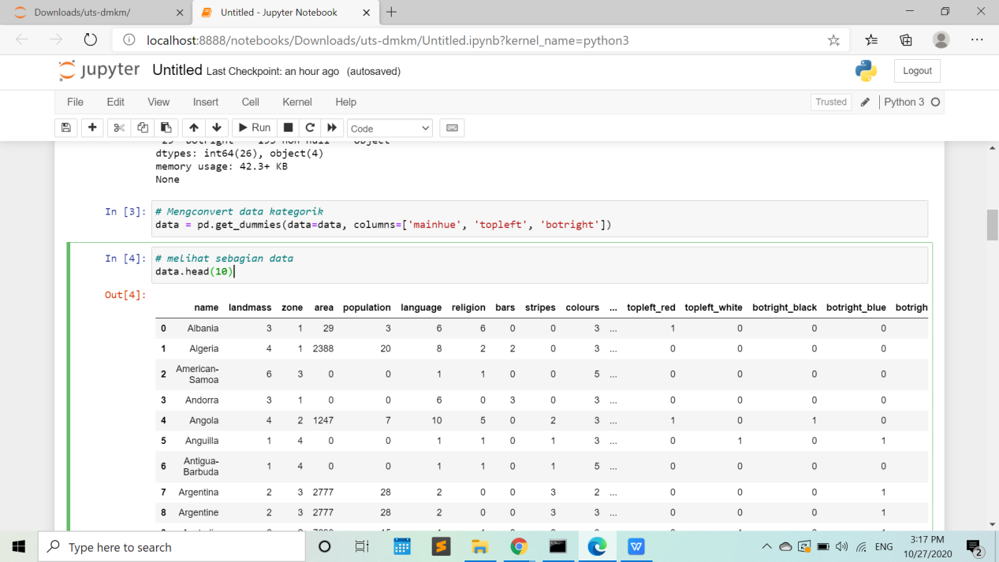 Downloads/uts-dmkm/
Untitled - Jupyter Notebook
localhost:8888/notebooks/Downloads/uts-dmkm/Untitled.ipynb?kernel_name=python3
jupyter Untitled Last Checkpoint: an hour ago (autosaved)
Logout
File Edit View Insert Cell Kernel Help
Trusted Python 3
Run Code
dtypes: int64(26), object(4)
memory usage: 42.3+ KB
None
In [3]: # Mengconvert data kategorik
data = pd.get_dummies(data=data, columns=['mainhue', 'topleft', 'botright'])
In [4]: # melihat sebagian data
data.head(10)
Out[4]:
name landmass zone area population language religion bars stripes colours ... topleft_red topleft_white botright_black botright_blue botrigh
0 Albania 3 1 29 3 6 6 0 0 3 ... 1 0 0 0
1 Algeria 4 1 2388 20 8 2 2 0 3 ... 0 0 0 0
2 American-
Samoa 6 3 0 0 1 1 0 0 5 ... 0 0 0 0
3 Andorra 3 1 0 0 6 0 3 0 3 ... 0 0 0 0
4 Angola 4 2 1247 7 10 5 0 2 3 ... 1 0 1 0
5 Anguilla 1 4 0 0 1 1 0 1 3 ... 0 1 0 1
6 Antigua-
Barbuda 1 4 0 0 1 1 0 1 5 ... 0 0 0 0
7 Argentina 2 3 2777 28 2 0 0 3 2 ... 0 0 0 1
8 Argentine 2 3 2777 28 2 0 0 3 3 ... 0 0 0 1
Type here to search
ENG
3:17 PM
10/27/2020
2